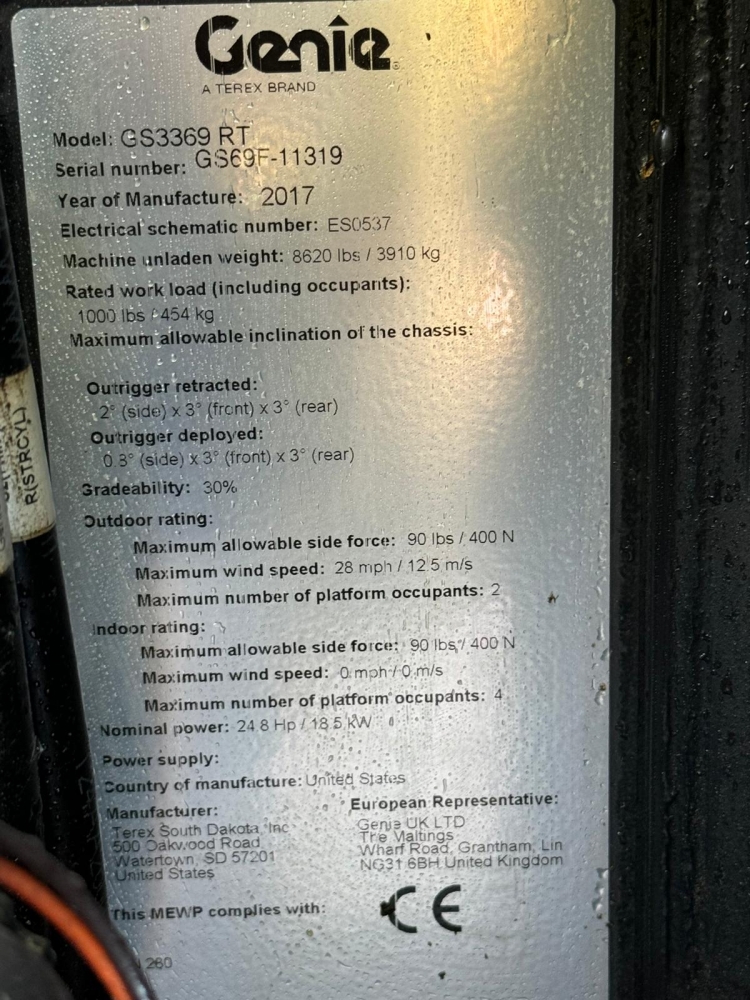 Genie
A TEREX BRAND
Model: GS3369 RT
Serial number: GS69F-11319
Year of Manufacture: 2017
Electrical schematic number: ES0537
Machine unladen weight: 8620 lbs / 3910 kg
Rated work load (including occupants):
1000 lbs / 454 kg
Maximum allowable inclination of the chassis:
Outrigger retracted:
2° (side) x 3° (front) x 3° (rear)
Outrigger deployed:
(side) x 3° (front) x 3° (rear)
Gradeability: 30%
Outdoor rating:
Maximum allowable side force: 90 lbs / 400 N
Maximum wind speed: 28 mph / 12.5 m/s
Maximum number of platform occupants: 2
Indoor rating:
Maximum allowable side force: 90 lbs / 400 N
Maximum wind speed: 0 mph / 0 m/s
Maximum number of platform occupants: 4
Nominal power: 24.8 Hp / 18.5 kW
Power supply:
Country of manufacture: United States
Manufacturer:
Terex South Dakota, Inc
500 Oakwood Road
Watertown, SD 57201
United States
European Representative:
Genie UK LTD
The Maltings
Wharf Road, Grantham, Lin
NG31 6BH United Kingdom
This MEWP complies with:
CE
R(STRCYL)